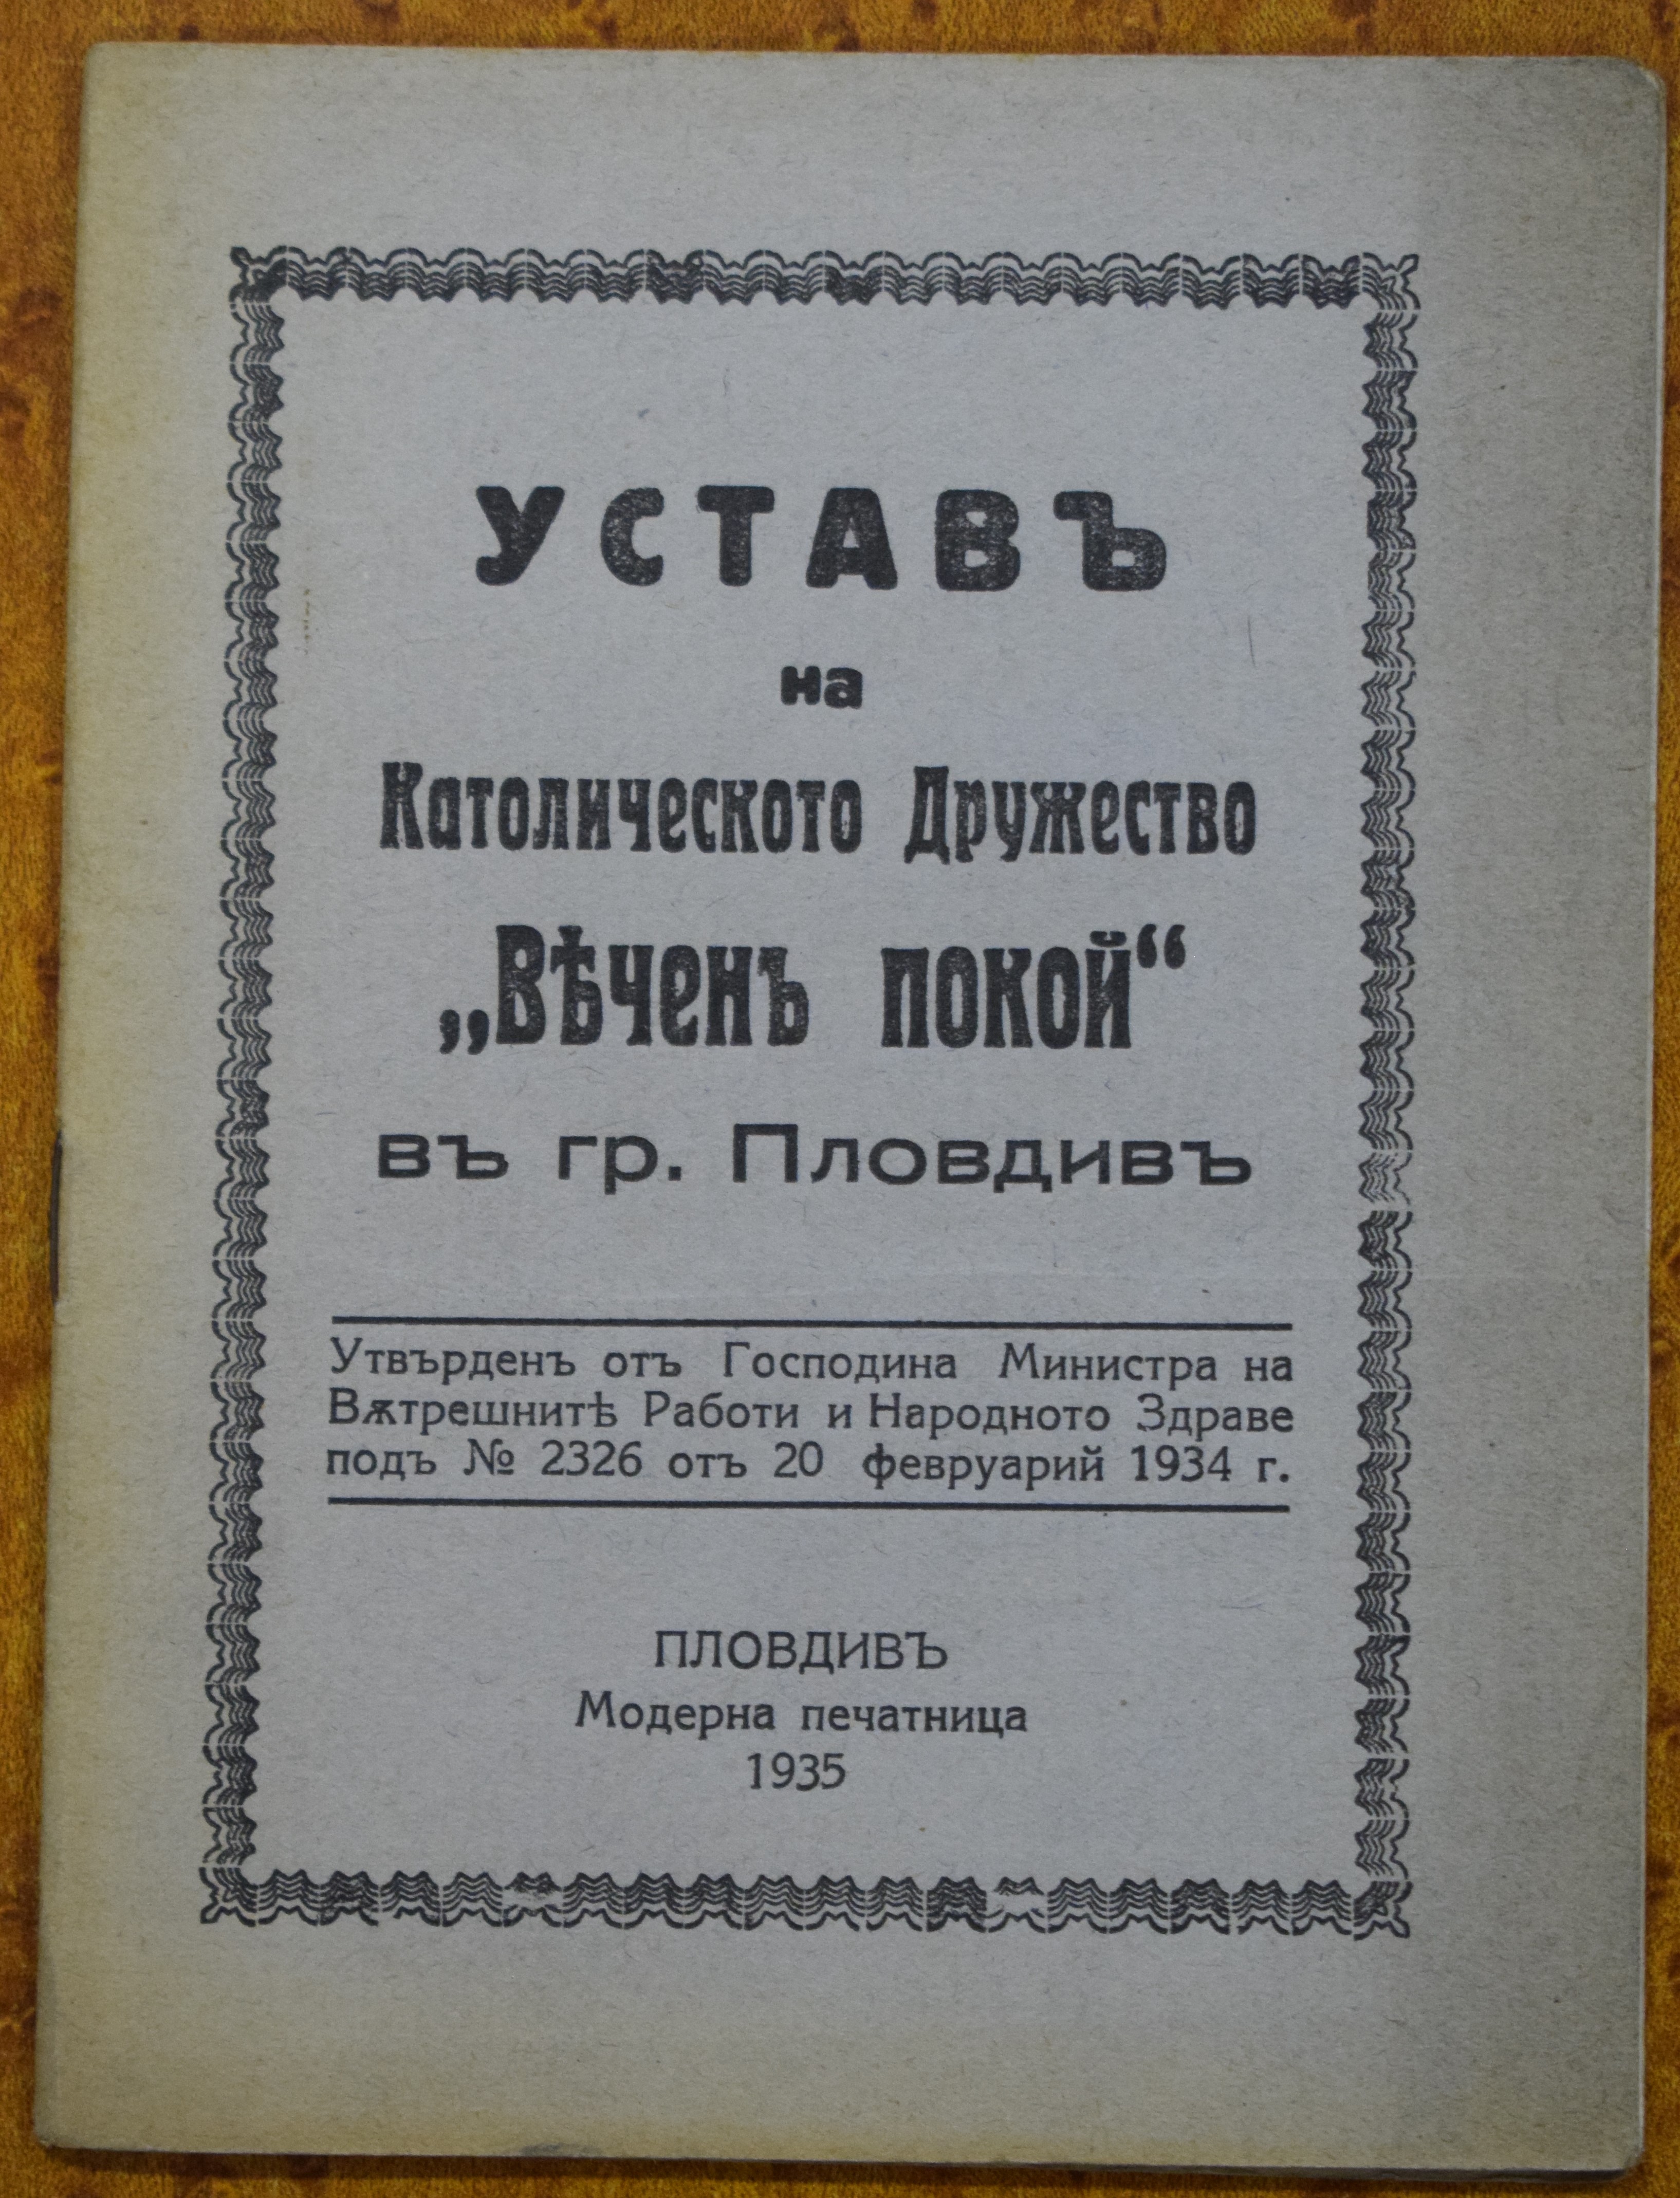 УСТАВЪ
на
Католическото Дружество
„Вѣченъ покой“
въ гр. Пловдивъ
Утвърденъ отъ Господина Министра на
Вѫтрешнитѣ Работи и Народното Здраве
подъ № 2326 отъ 20 февруарий 1934 г.
ПЛОВДИВЪ
Модерна печатница
1935